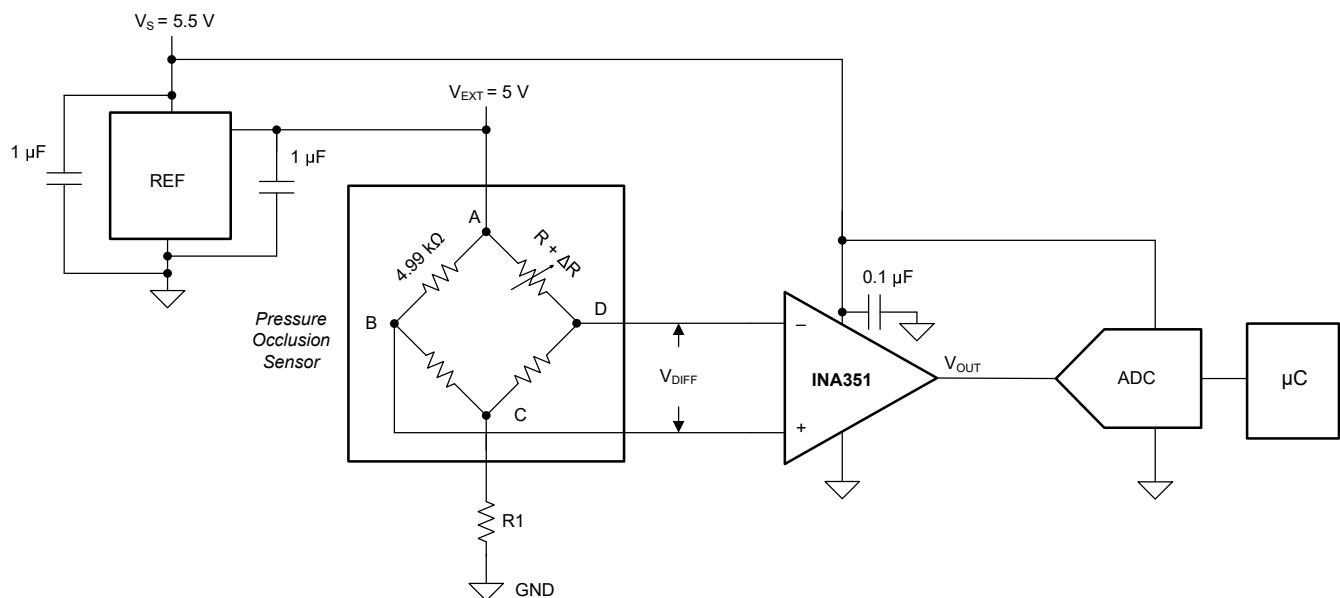 V_S = 5.5 V
V_EXT = 5 V
1 µF
REF
1 µF
A
4.99 kΩ
R + ΔR
B
D
C
Pressure
Occlusion
Sensor
V_DIFF
R1
GND
0.1 µF
–
INA351
+
V_OUT
ADC
µC